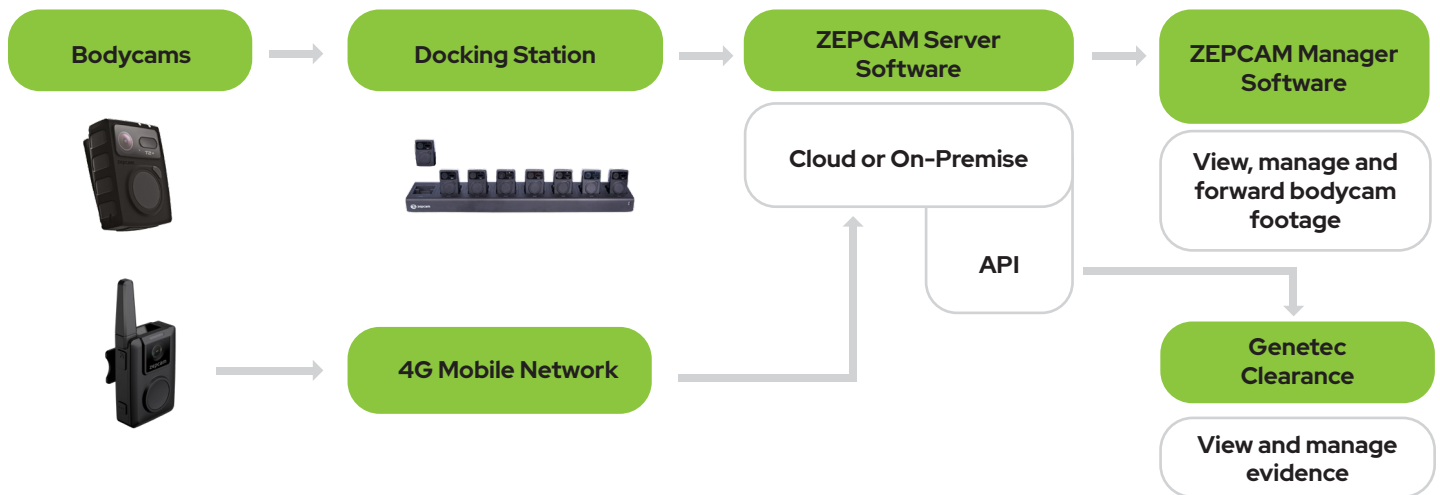 Bodycams
Docking Station
ZEPCAM Server
Software
ZEPCAM Manager
Software
Cloud or On-Premise
View, manage and
forward bodycam
footage
API
ZEPCAM
4G Mobile Network
Genetec
Clearance
View and manage
evidence